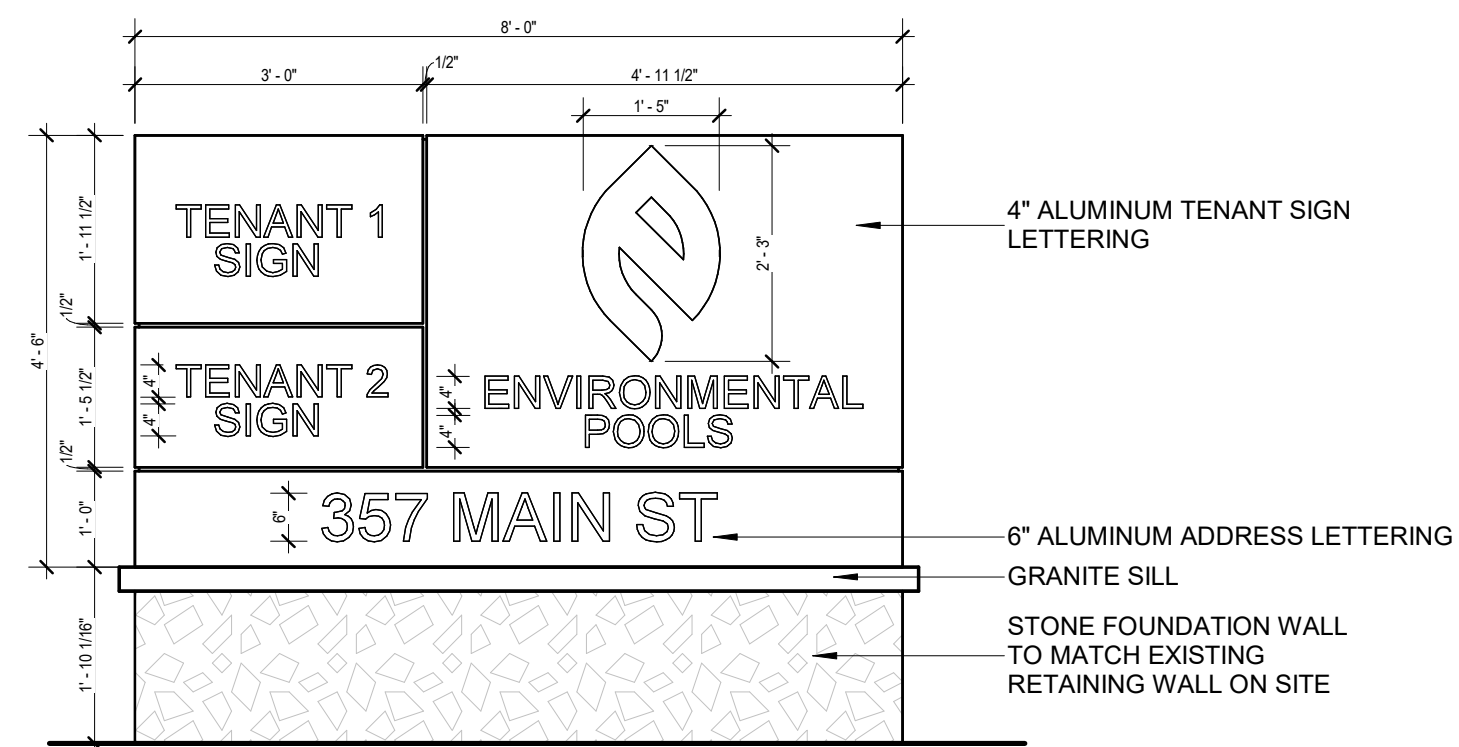 8' - 0"
3' - 0"
1/2"
4' - 11 1/2"
1' - 5"
4' - 6"
1' - 11 1/2"
TENANT 1
SIGN
2' - 3"
4" ALUMINUM TENANT SIGN
LETTERING
1/2"
1' - 5 1/2"
4"
4"
TENANT 2
SIGN
4"
4"
ENVIRONMENTAL
POOLS
1/2"
1' - 0"
6"
357 MAIN ST
6" ALUMINUM ADDRESS LETTERING
GRANITE SILL
1' - 10 1/16"
STONE FOUNDATION WALL
TO MATCH EXISTING
RETAINING WALL ON SITE